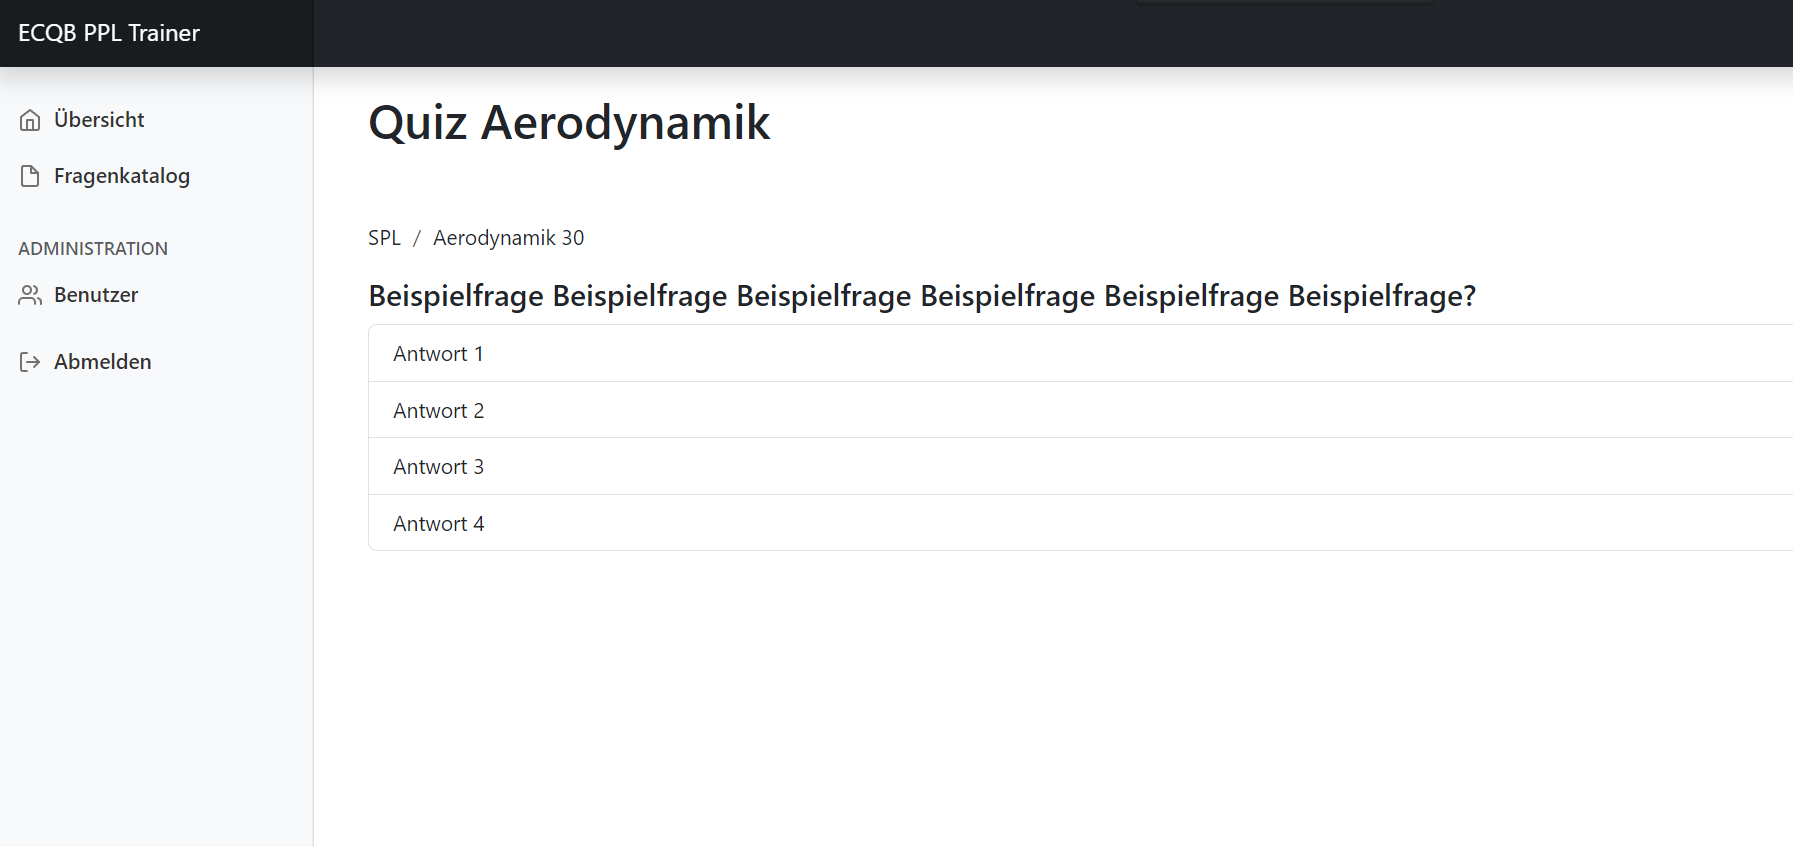 ECQB PPL Trainer
Übersicht
Fragenkatalog
ADMINISTRATION
Benutzer
Abmelden
Quiz Aerodynamik
SPL / Aerodynamik 30
Beispielfrage Beispielfrage Beispielfrage Beispielfrage Beispielfrage Beispielfrage?
Antwort 1
Antwort 2
Antwort 3
Antwort 4